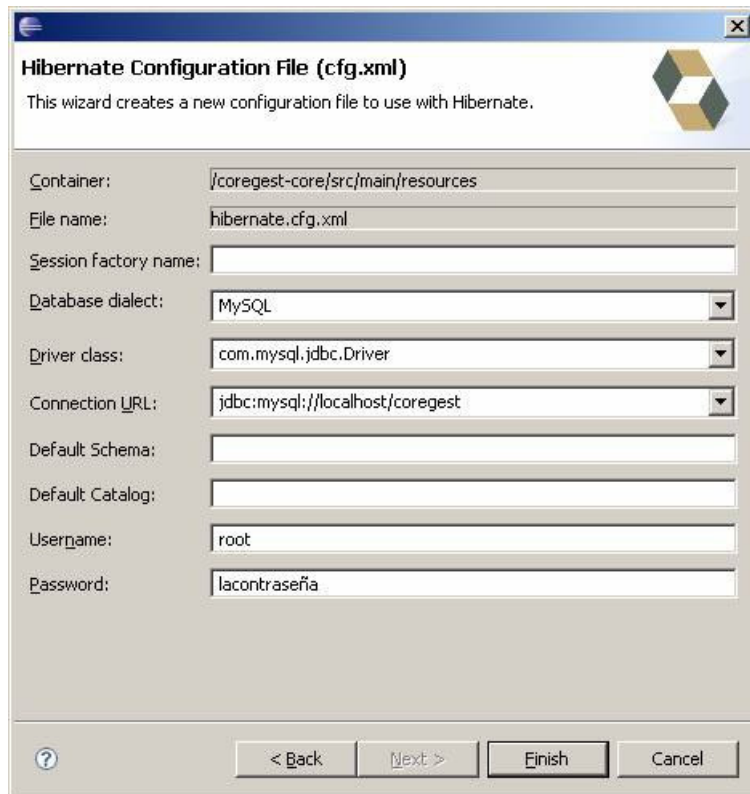 Hibernate Configuration File (cfg.xml)
This wizard creates a new configuration file to use with Hibernate.
Container: /coregest-core/src/main/resources
File name: hibernate.cfg.xml
Session factory name:
Database dialect: MySQL
Driver class: com.mysql.jdbc.Driver
Connection URL: jdbc:mysql://localhost/coregest
Default Schema:
Default Catalog:
Username: root
Password: lacontraseña
? < Back Next > Finish Cancel